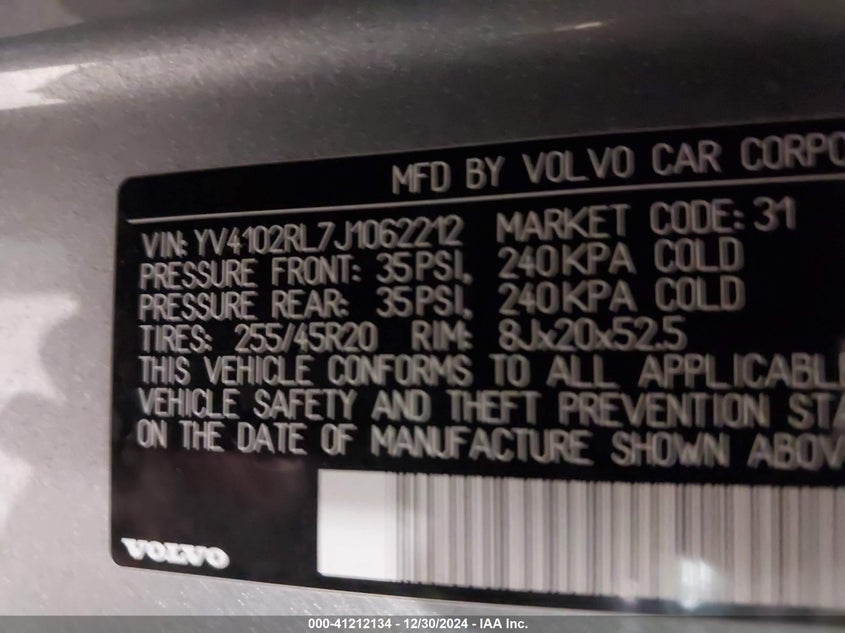 MFD BY VOLVO CAR CORPO
VIN: YV4102RL7J1062212 MARKET CODE: 31
PRESSURE FRONT: 35PSI, 240KPA COLD
PRESSURE REAR: 35PSI, 240KPA COLD
TIRES: 255/45R20 RIM: 8Jx20x52.5
THIS VEHICLE CONFORMS TO ALL APPLICABL
VEHICLE SAFETY AND THEFT PREVENTION STA
ON THE DATE OF MANUFACTURE SHOWN ABOV
VOLVO
000-41212134 - 12/30/2024 - IAA Inc.